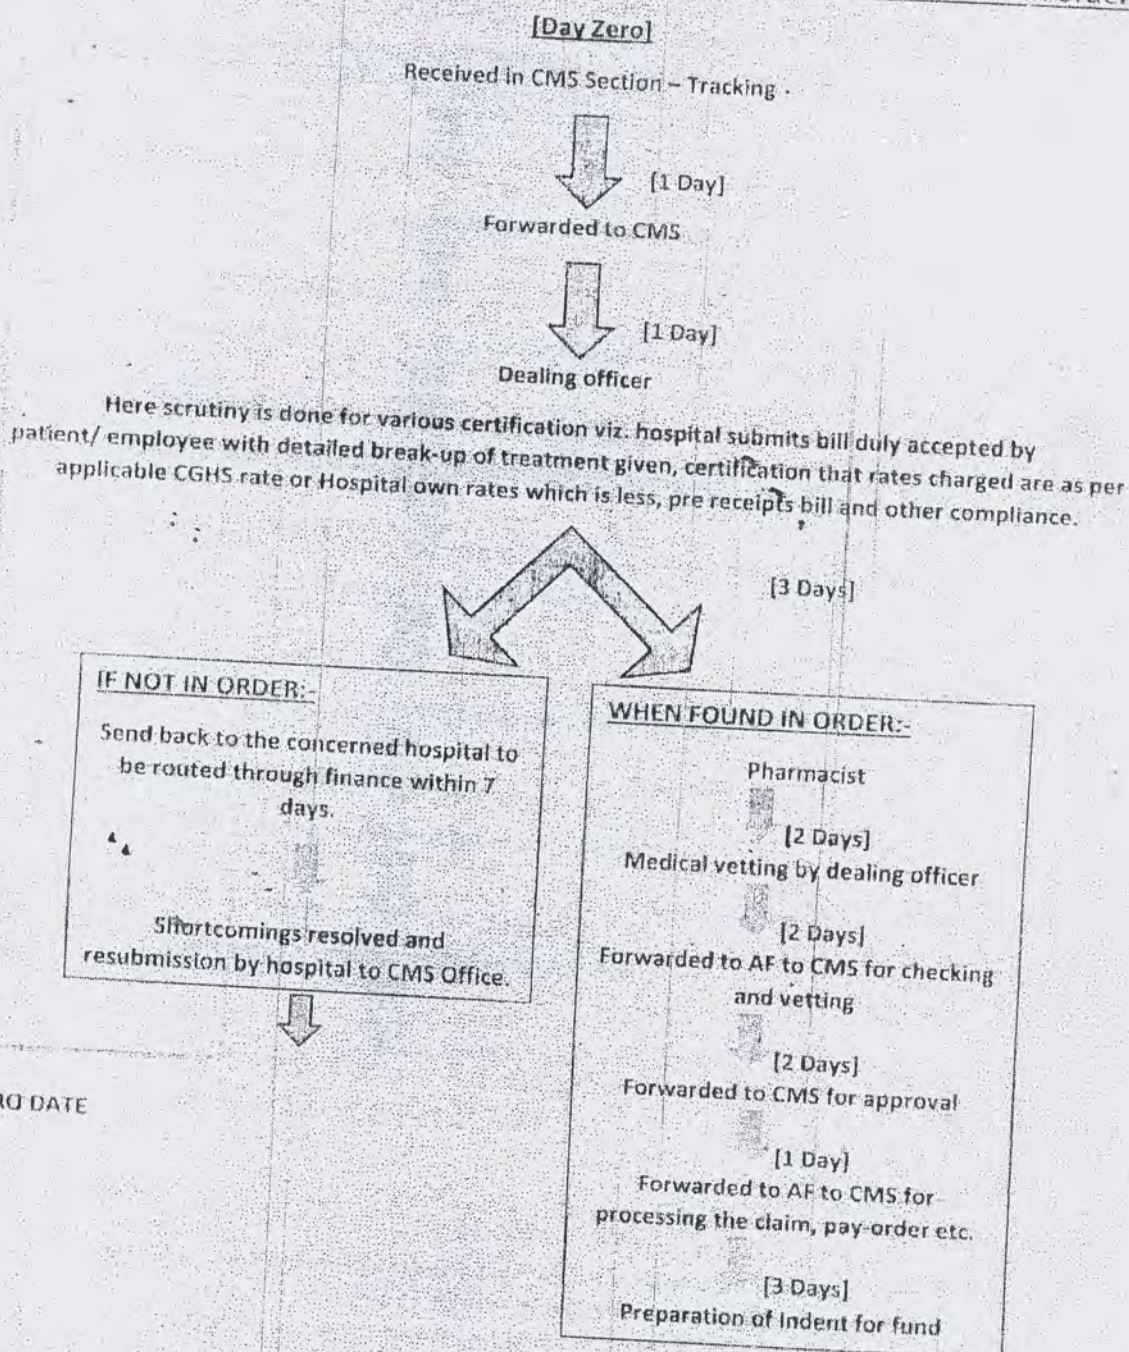 [Day Zero]
Received in CMS Section – Tracking
[1 Day]
Forwarded to CMS
[1 Day]
Dealing officer
Here scrutiny is done for various certification viz. hospital submits bill duly accepted by
patient/ employee with detailed break-up of treatment given, certification that rates charged are as per
applicable CGHS rate or Hospital own rates which is less, pre receipts bill and other compliance.
[3 Days]
IF NOT IN ORDER:-
Send back to the concerned hospital to
be routed through finance within 7
days.
Shortcomings resolved and
resubmission by hospital to CMS Office.
WHEN FOUND IN ORDER:-
Pharmacist
[2 Days]
Medical vetting by dealing officer
[2 Days]
Forwarded to AF to CMS for checking
and vetting
[2 Days]
Forwarded to CMS for approval
[1 Day]
Forwarded to AF to CMS for
processing the claim, pay-order etc.
[3 Days]
Preparation of Indent for fund
DATE